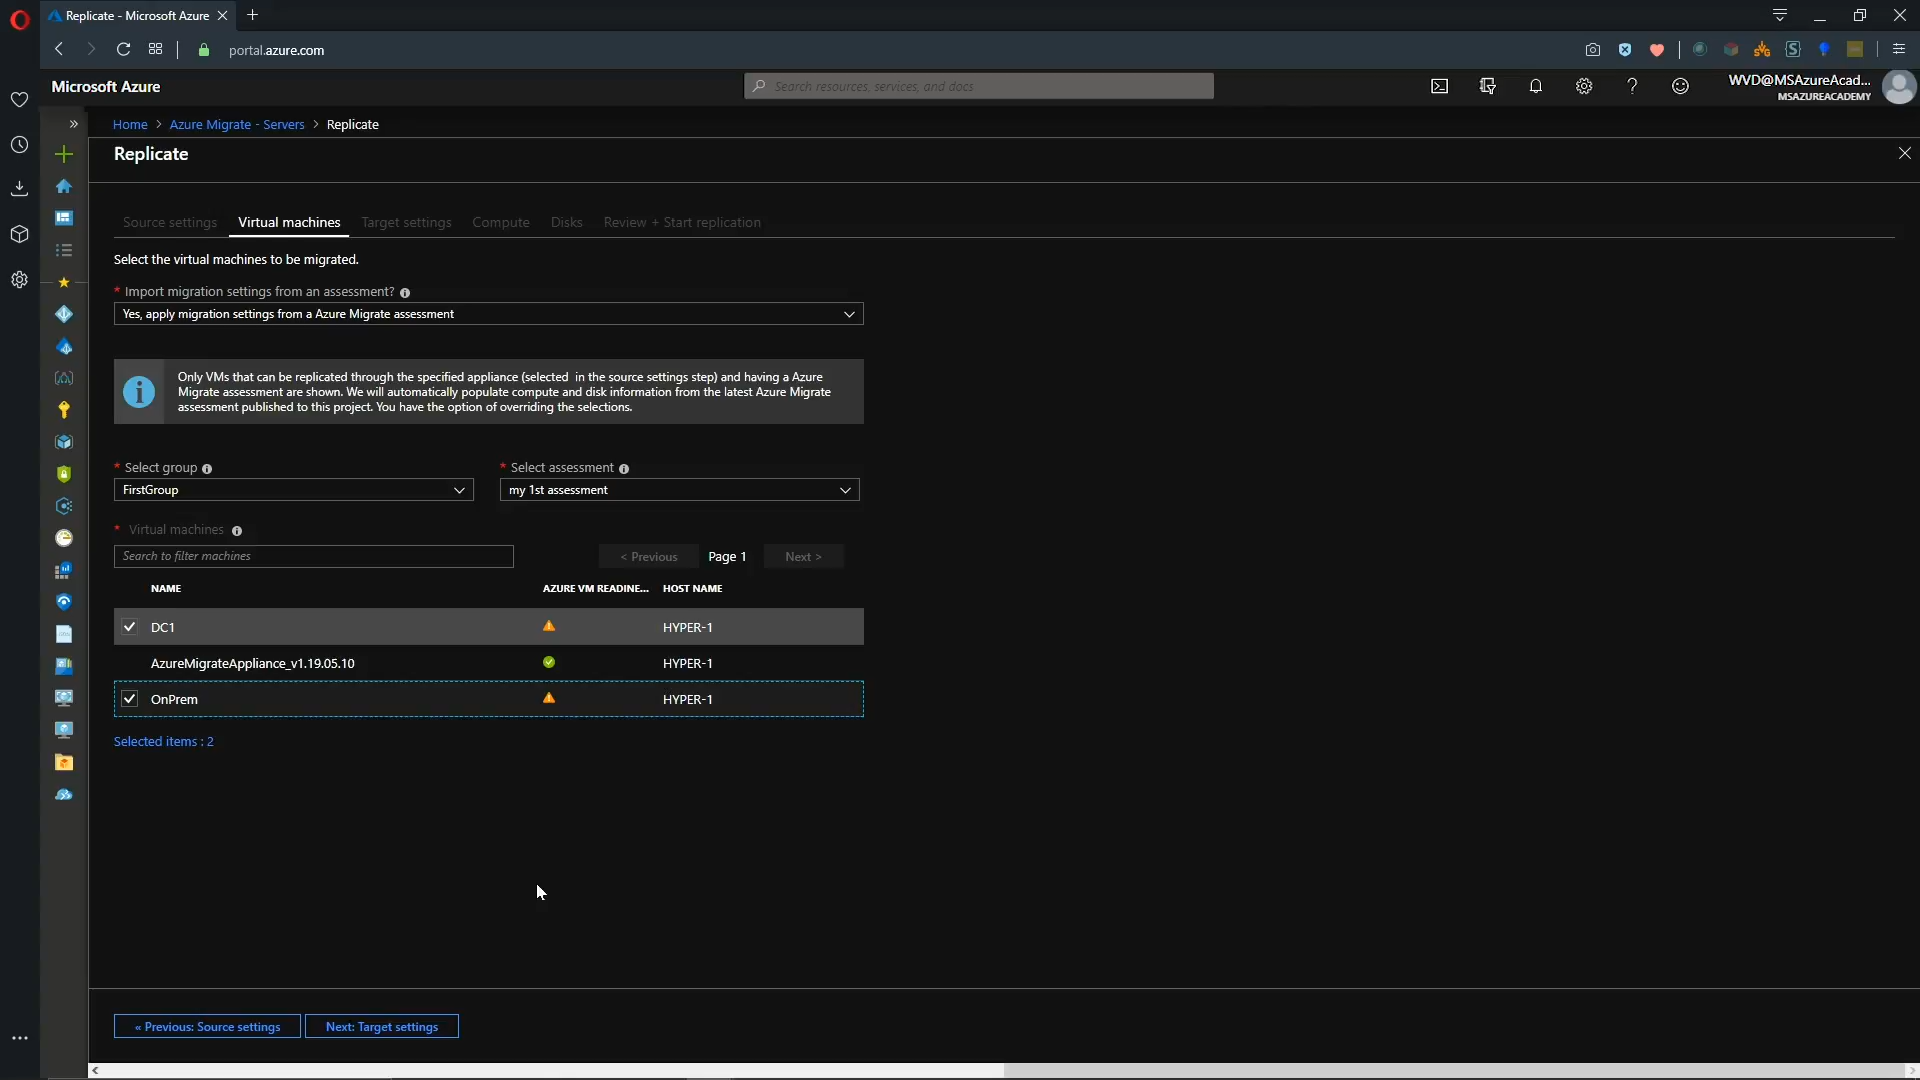 Replicate - Microsoft Azure
portal.azure.com
Microsoft Azure
Search resources, services, and docs
WVD@MSAzureAcad...
MSAZUREACADEMY
Home > Azure Migrate - Servers > Replicate
Replicate
Source settings Virtual machines Target settings Compute Disks Review + Start replication
Select the virtual machines to be migrated.
* Import migration settings from an assessment?
Yes, apply migration settings from a Azure Migrate assessment
Only VMs that can be replicated through the specified appliance (selected in the source settings step) and having a Azure
Migrate assessment are shown. We will automatically populate compute and disk information from the latest Azure Migrate
assessment published to this project. You have the option of overriding the selections.
* Select group * Select assessment
FirstGroup my 1st assessment
* Virtual machines
Search to filter machines < Previous Page 1 Next >
NAME AZURE VM READINE... HOST NAME
DC1 HYPER-1
AzureMigrateAppliance_v1.19.05.10 HYPER-1
OnPrem HYPER-1
Selected items : 2
« Previous: Source settings Next: Target settings